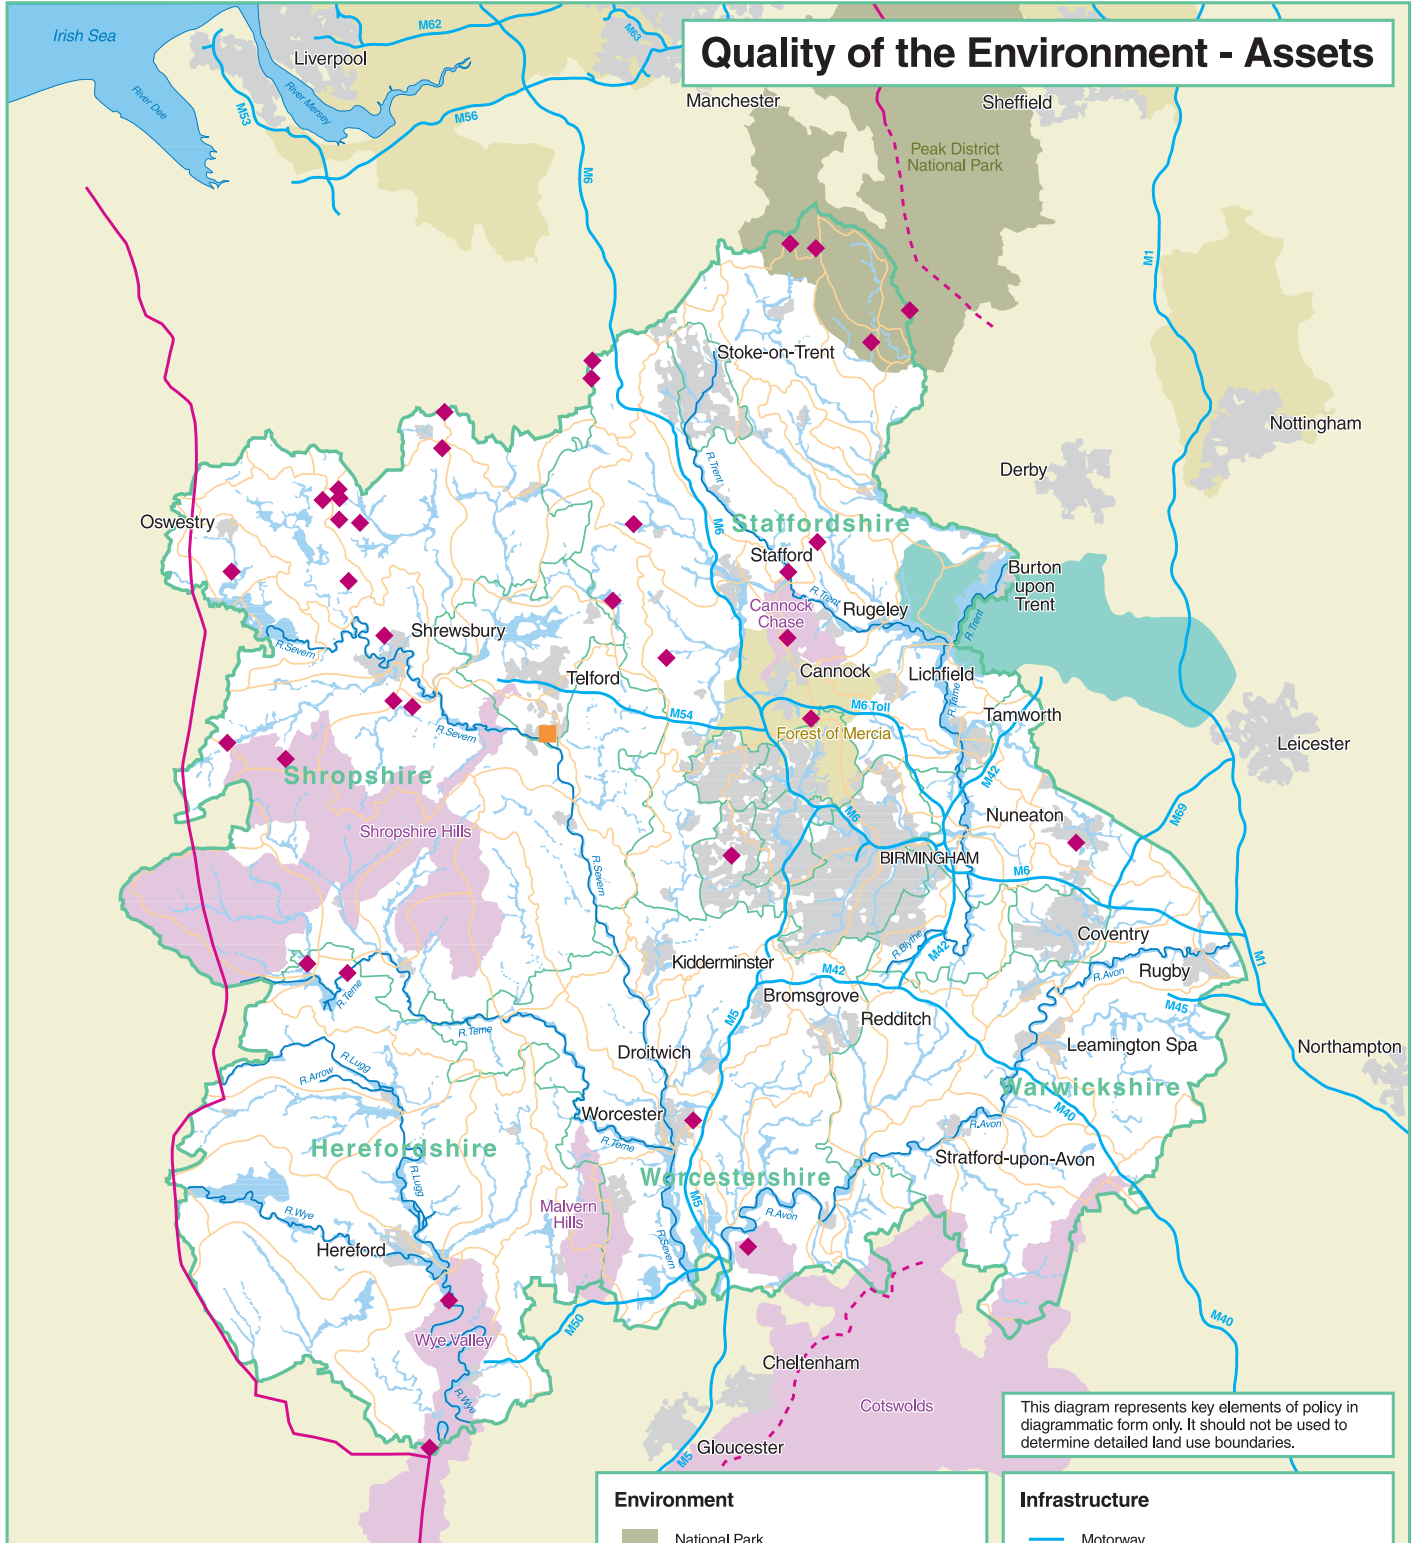 Quality of the Environment - Assets
Irish Sea
Liverpool
M62
M63
River Dee
River Mersey
M53
M56
Manchester
Sheffield
Peak District
National Park
M6
M1
Stoke-on-Trent
Nottingham
Derby
R.Trent
Oswestry
M6
Staffordshire
Stafford
Burton
upon
Trent
R.Trent
Rugeley
Cannock
Chase
R.Trent
Shrewsbury
R.Severn
Telford
Cannock
Lichfield
R.Tame
M6 Toll
Tamworth
M54
Forest of Mercia
R.Severn
Leicester
Shropshire
M42
M69
Nuneaton
M6
Shropshire Hills
BIRMINGHAM
M6
R.Severn
Coventry
R.Blythe
M42
M1
Kidderminster
M42
R.Avon
Rugby
R.Teme
Bromsgrove
M45
M5
Redditch
R.Teme
Leamington Spa
Northampton
Droitwich
R.Lugg
R.Arrow
Warwickshire
M40
Worcester
R.Avon
R.Teme
Herefordshire
Stratford-upon-Avon
Worcestershire
R.Lugg
Malvern
Hills
M5
R.Avon
R.Wye
Hereford
R.Severn
M50
M40
Wye Valley
Cheltenham
R.Wye
Cotswolds
This diagram represents key elements of policy in
diagrammatic form only. It should not be used to
determine detailed land use boundaries.
Gloucester
M5
Environment
National Park
Infrastructure
Motorway